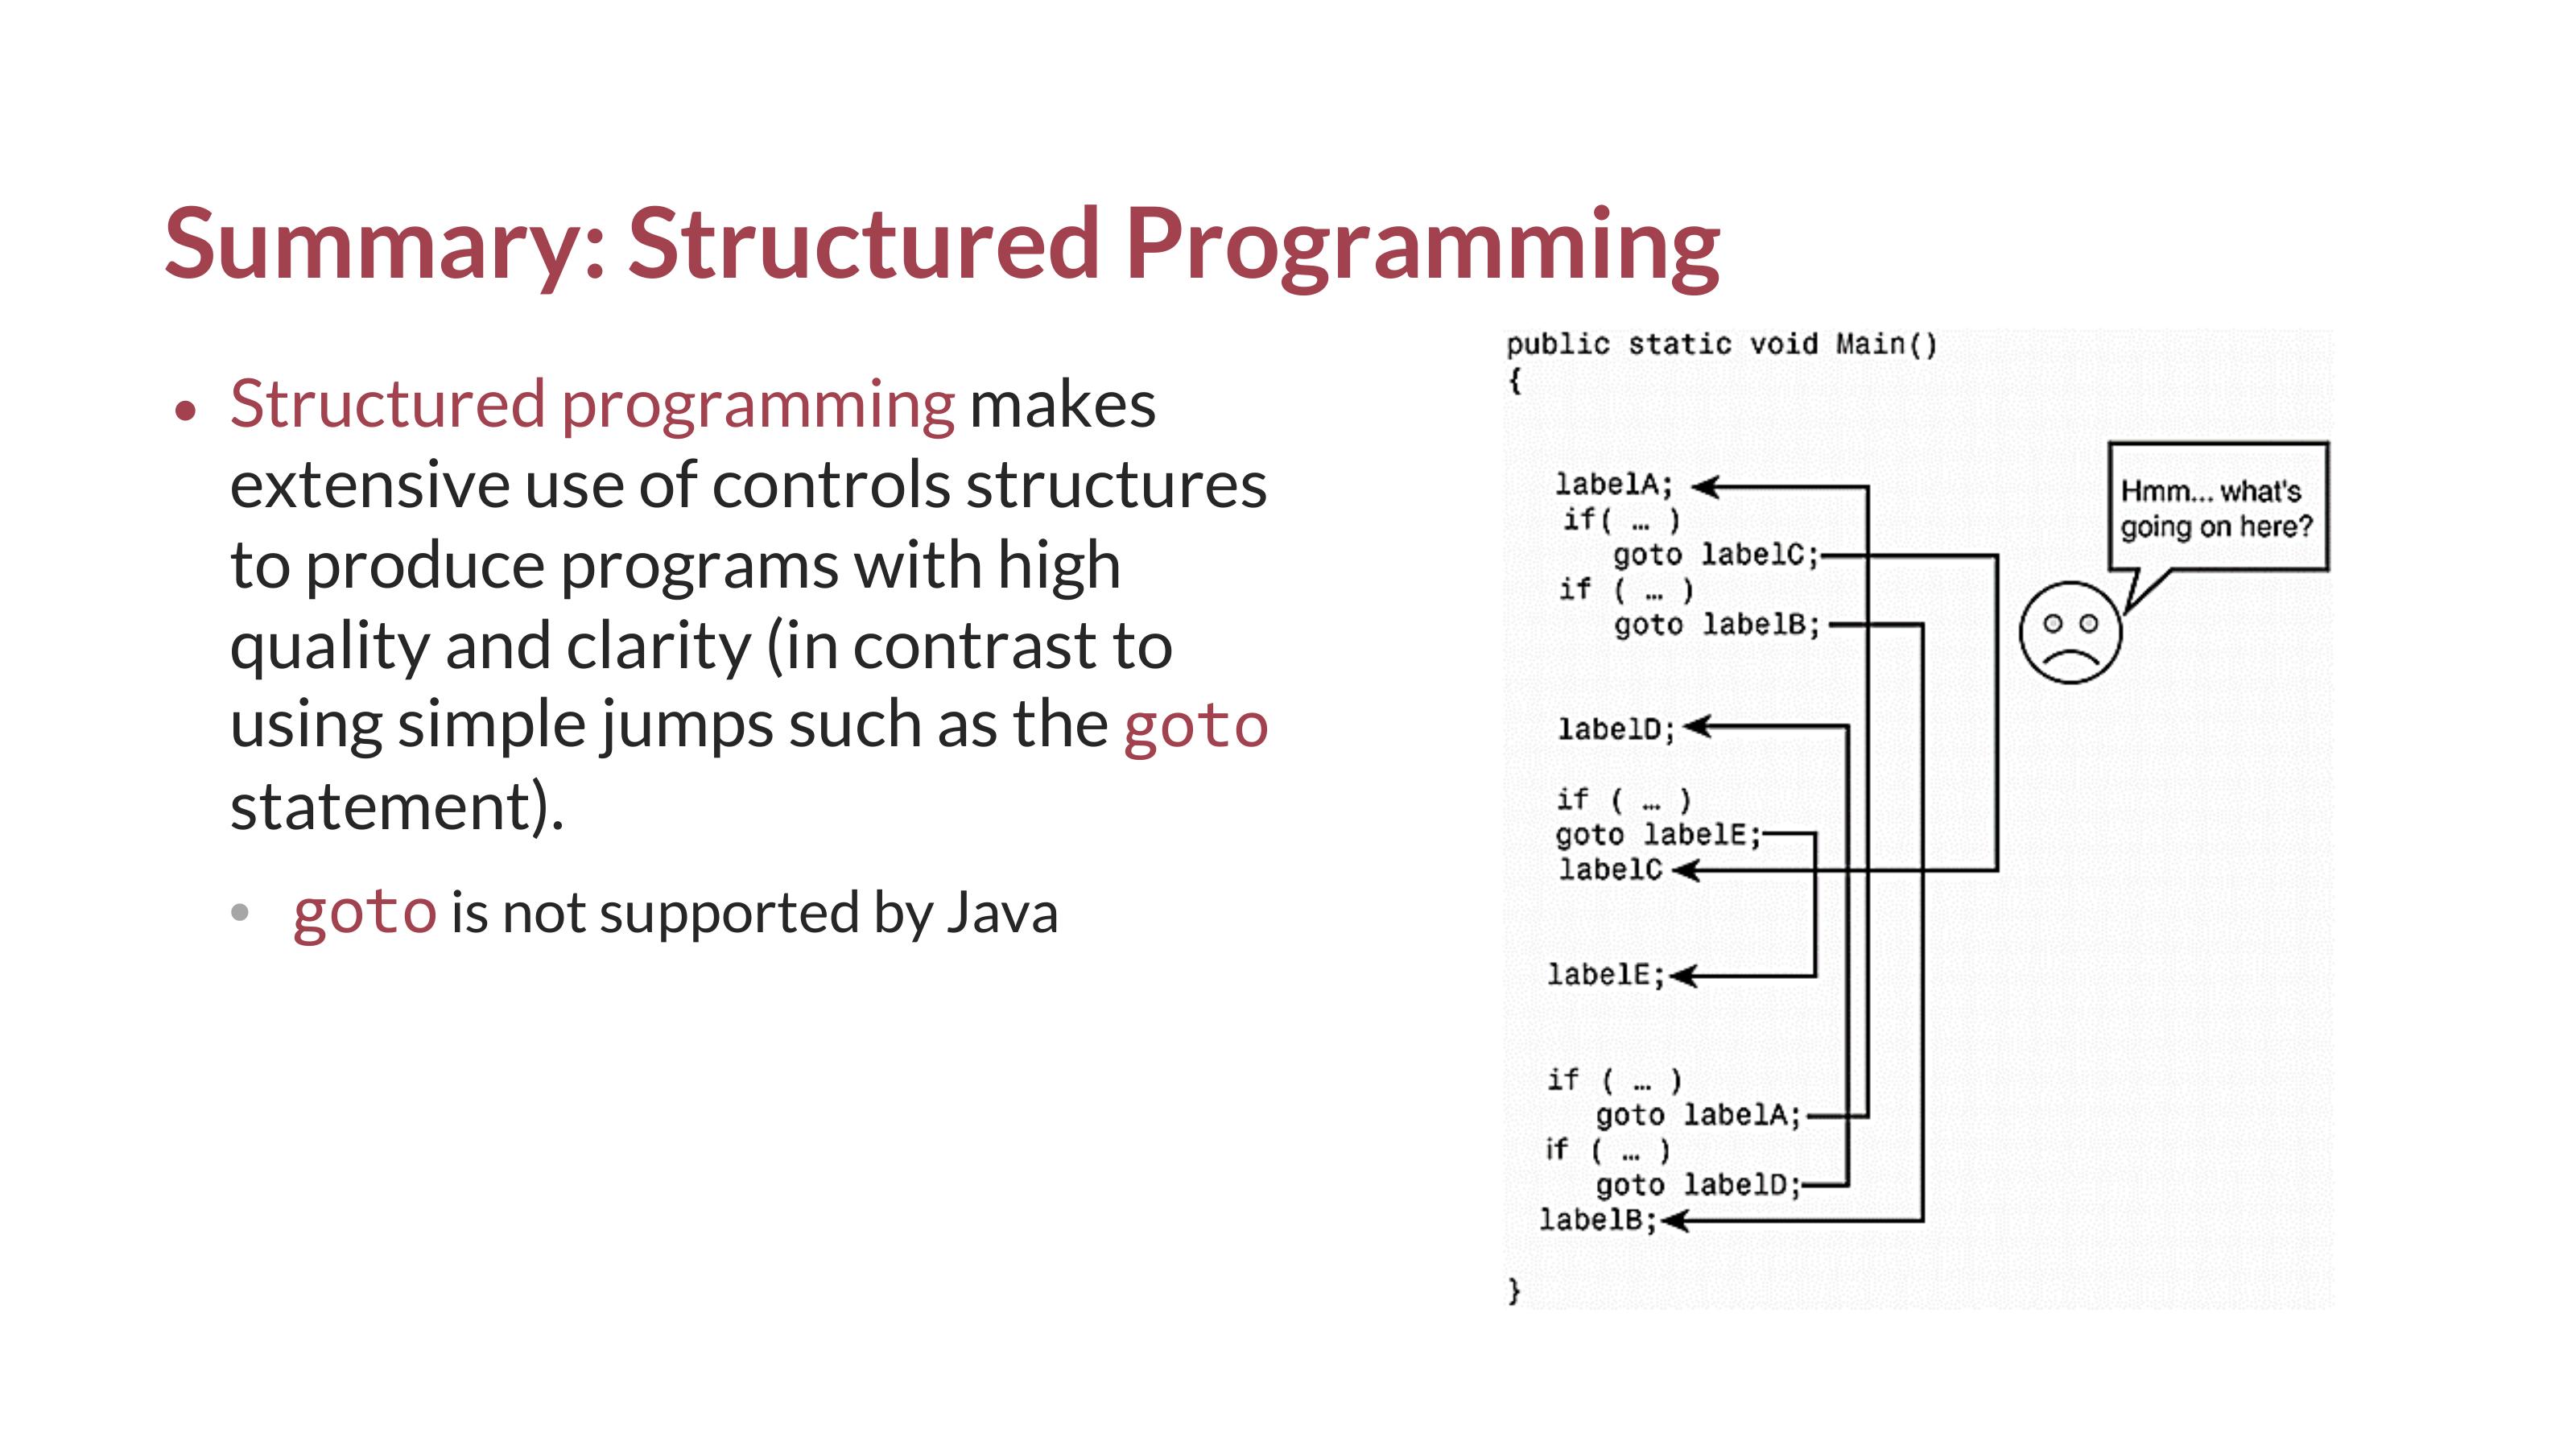 Summary: Structured Programming
• Structured programming makes
extensive use of controls structures
to produce programs with high
quality and clarity (in contrast to
using simple jumps such as the goto
statement).
• goto is not supported by Java
public static void Main()
{
labelA;
if( … )
goto labelC;
if ( … )
goto labelB;
labelD;
if ( … )
goto labelE;
labelC
labelE;
if ( … )
goto labelA;
if ( … )
goto labelD;
labelB;
}
Hmm... what's
going on here?